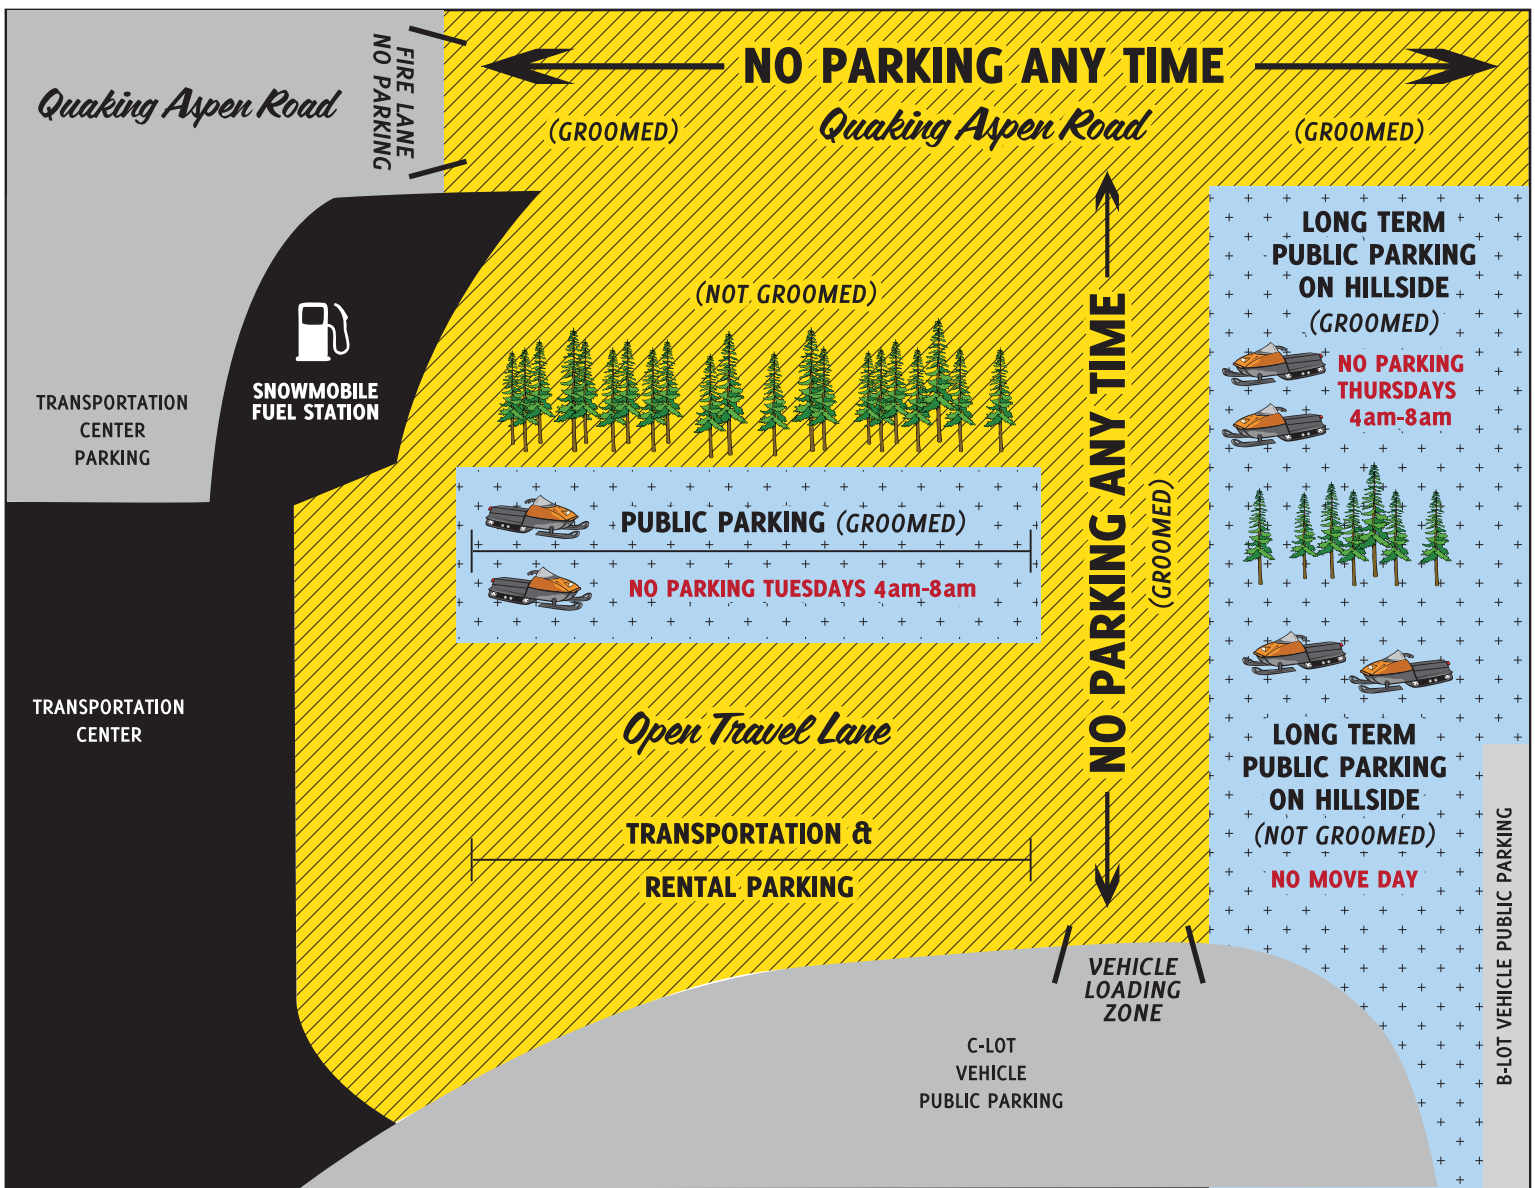 FIRE LANE
NO PARKING
NO PARKING ANY TIME
Quaking Aspen Road
(GROOMED)
Quaking Aspen Road
(GROOMED)
LONG TERM
PUBLIC PARKING
ON HILLSIDE
(GROOMED)
NO PARKING
THURSDAYS
4am-8am
(NOT GROOMED)
SNOWMOBILE
FUEL STATION
TRANSPORTATION
CENTER
PARKING
NO PARKING ANY TIME
(GROOMED)
PUBLIC PARKING (GROOMED)
NO PARKING TUESDAYS 4am-8am
TRANSPORTATION
CENTER
Open Travel Lane
LONG TERM
PUBLIC PARKING
ON HILLSIDE
(NOT GROOMED)
NO MOVE DAY
TRANSPORTATION &
RENTAL PARKING
B-LOT VEHICLE PUBLIC PARKING
VEHICLE
LOADING
ZONE
C-LOT
VEHICLE
PUBLIC PARKING